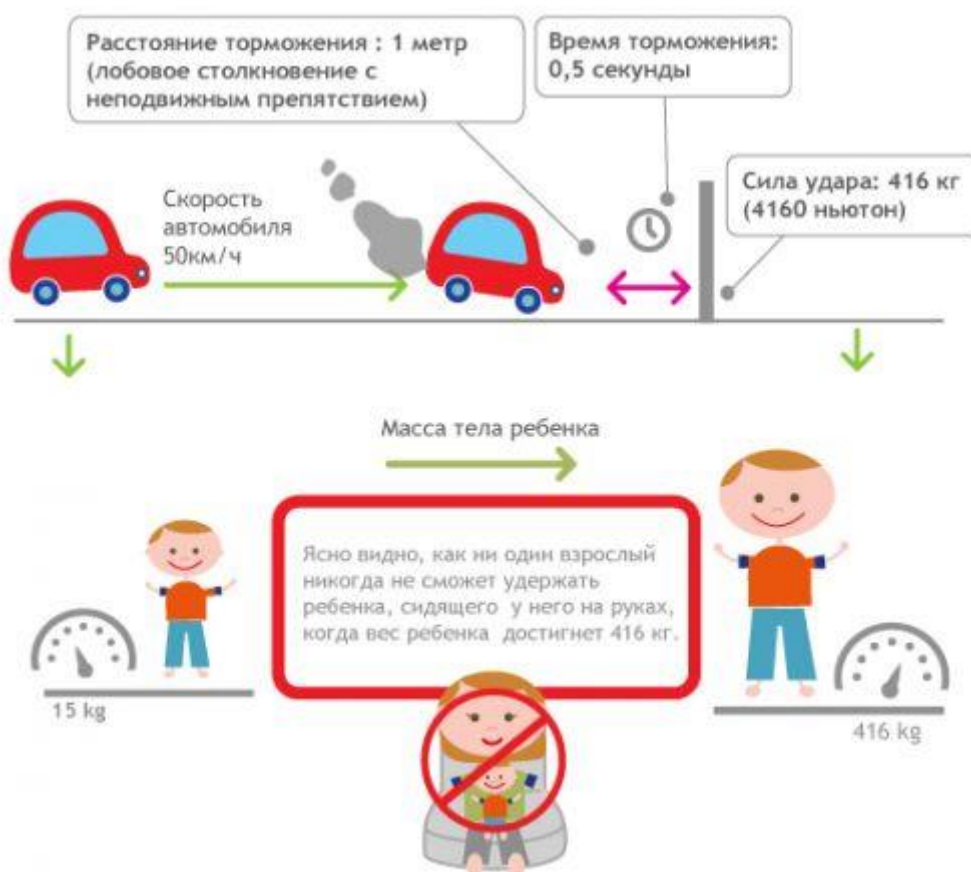 Расстояние торможения : 1 метр
(лобовое столкновение с
неподвижным препятствием)
Время торможения:
0,5 секунды
Сила удара: 416 кг
(4160 ньютон)
Скорость
автомобиля
50км/ч
Масса тела ребенка
Ясно видно, как ни один взрослый
никогда не сможет удержать
ребенка, сидящего у него на руках,
когда вес ребенка достигнет 416 кг.
15 kg
416 kg